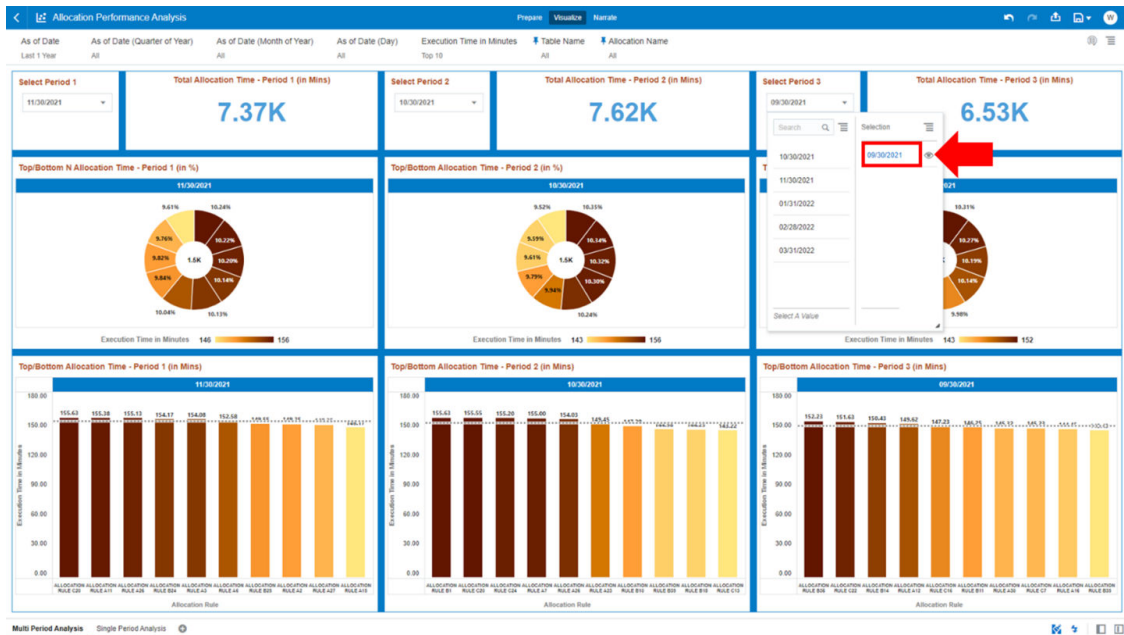 Allocation Performance Analysis
Prepare Visualize Narrate
W
As of Date As of Date (Quarter of Year) As of Date (Month of Year) As of Date (Day) Execution Time in Minutes Table Name Allocation Name
Last 1 Year All All All Top 10 All All
Select Period 1
11/30/2021
Total Allocation Time - Period 1 (in Mins)
7.37K
Select Period 2
10/30/2021
Total Allocation Time - Period 2 (in Mins)
7.62K
Select Period 3
09/30/2021
Total Allocation Time - Period 3 (in Mins)
6.53K
Search
Selection
10/30/2021
11/30/2021
01/31/2022
02/28/2022
03/31/2022
Select A Value
09/30/2021
Top/Bottom N Allocation Time - Period 1 (in %)
11/30/2021
9.61% 10.24%
9.76% 10.22%
9.82% 1.5K 10.20%
9.84% 10.14%
10.04% 10.13%
Execution Time in Minutes 146 156
Top/Bottom Allocation Time - Period 2 (in %)
10/30/2021
9.52% 10.35%
9.59% 10.34%
9.61% 1.5K 10.32%
9.79% 10.30%
9.94%
10.24%
Execution Time in Minutes 143 156
T
021
10.31%
10.27%
10.19%
10.14%
9.98%
Execution Time in Minutes 143 152
Top/Bottom Allocation Time - Period 1 (in Mins)
11/30/2021
180.00
150.00
120.00
90.00
60.00
30.00
0.00
Execution Time in Minutes
155.63 155.38 155.13 154.17 154.08 152.58
Allocation Rule
Top/Bottom Allocation Time - Period 2 (in Mins)
10/30/2021
180.00
150.00
120.00
90.00
60.00
30.00
0.00
Execution Time in Minutes
155.63 155.55 155.20 155.00 154.03 149.45
Allocation Rule
Top/Bottom Allocation Time - Period 3 (in Mins)
09/30/2021
180.00
150.00
120.00
90.00
60.00
30.00
0.00
Execution Time in Minutes
152.23 151.63 150.43 149.62 147.23
Allocation Rule
Multi Period Analysis Single Period Analysis